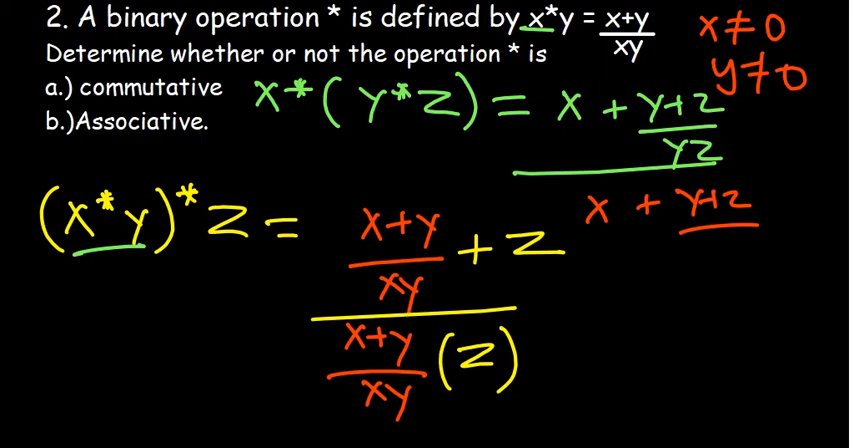 2. A binary operation * is defined by x*y = x+y
xy
x ≠ 0
Determine whether or not the operation * is
y ≠ 0
a.) commutative
b.)Associative.
x*(y*z) = x + y+z
yz
x + y+z
(x*y)*z = x+y + z
xy
x+y (z)
xy